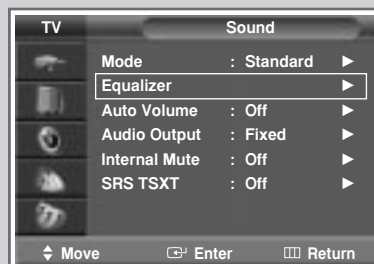 TV Sound
Mode : Standard ►
Equalizer ►
Auto Volume : Off ►
Audio Output : Fixed ►
Internal Mute : Off ►
SRS TSXT : Off ►
Move Enter Return